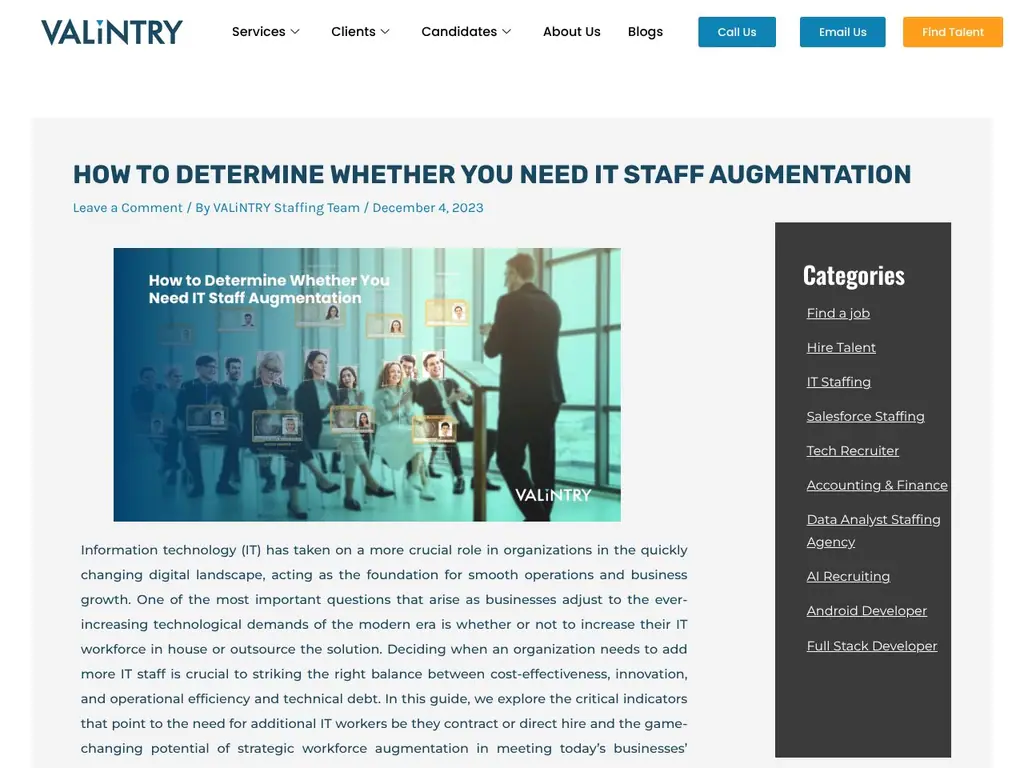 VALiNTRY
Services
Clients
Candidates
About Us
Blogs
Call Us
Email Us
Find Talent
HOW TO DETERMINE WHETHER YOU NEED IT STAFF AUGMENTATION
Leave a Comment / By VALiNTRY Staffing Team / December 4, 2023
How to Determine Whether You
Need IT Staff Augmentation
VALiNTRY
Information technology (IT) has taken on a more crucial role in organizations in the quickly
changing digital landscape, acting as the foundation for smooth operations and business
growth. One of the most important questions that arise as businesses adjust to the ever-
increasing technological demands of the modern era is whether or not to increase their IT
workforce in house or outsource the solution. Deciding when an organization needs to add
more IT staff is crucial to striking the right balance between cost-effectiveness, innovation,
and operational efficiency and technical debt. In this guide, we explore the critical indicators
that point to the need for additional IT workers be they contract or direct hire and the game-
changing potential of strategic workforce augmentation in meeting today’s businesses’
Categories
Find a job
Hire Talent
IT Staffing
Salesforce Staffing
Tech Recruiter
Accounting & Finance
Data Analyst Staffing
Agency
AI Recruiting
Android Developer
Full Stack Developer